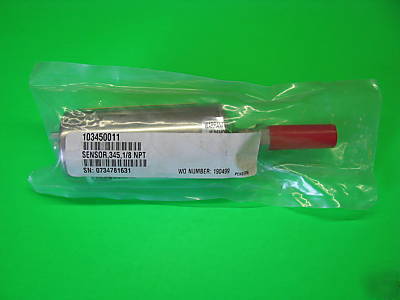 103450011
SENSOR,345,1/8 NPT
SN: 0734781631
WO NUMBER: 190499